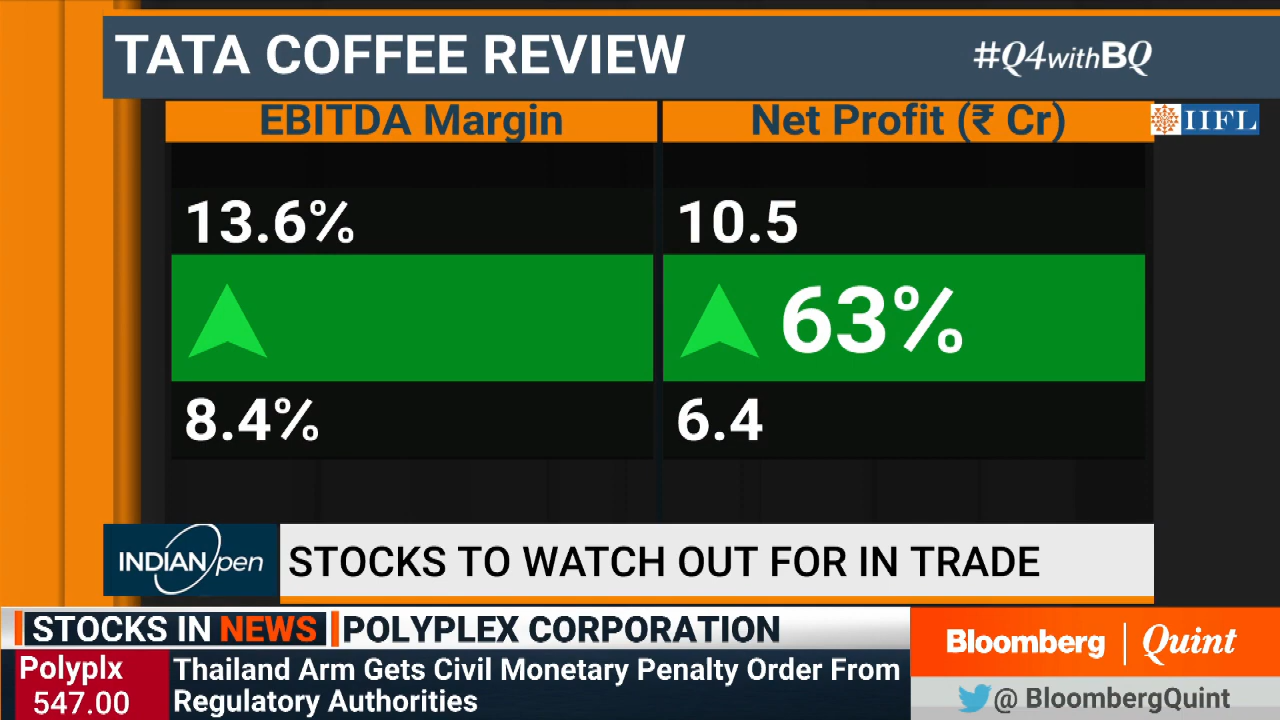 TATA COFFEE REVIEW
#Q4withBQ
EBITDA Margin
Net Profit (₹ Cr)
IIFL
13.6%
10.5
63%
8.4%
6.4
INDIAN Open
STOCKS TO WATCH OUT FOR IN TRADE
STOCKS IN NEWS
POLYPLEX CORPORATION
Polyplx
547.00
Thailand Arm Gets Civil Monetary Penalty Order From
Regulatory Authorities
Bloomberg | Quint
@ BloombergQuint